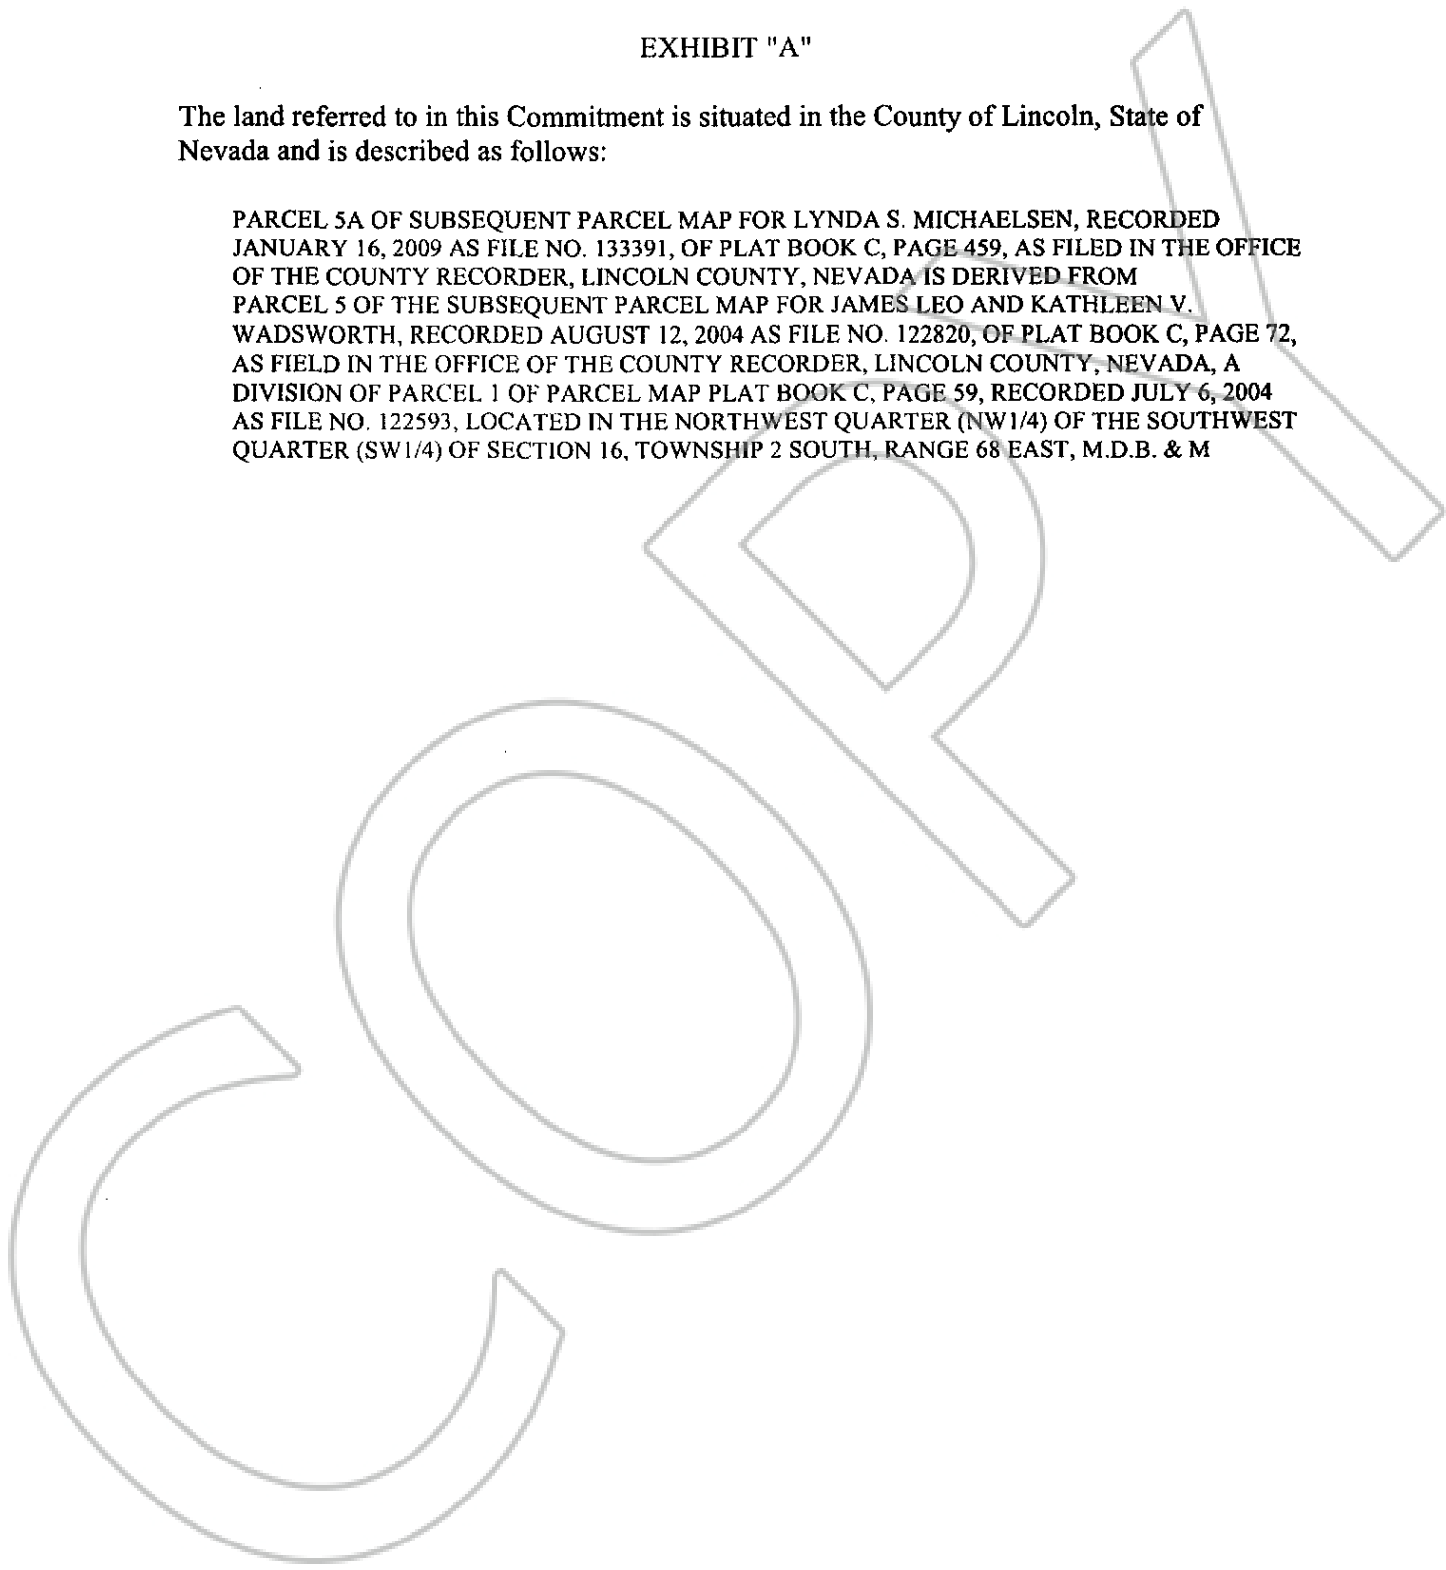 EXHIBIT "A"
The land referred to in this Commitment is situated in the County of Lincoln, State of
Nevada and is described as follows:
PARCEL 5A OF SUBSEQUENT PARCEL MAP FOR LYNDA S. MICHAELSEN, RECORDED
JANUARY 16, 2009 AS FILE NO. 133391, OF PLAT BOOK C, PAGE 459, AS FILED IN THE OFFICE
OF THE COUNTY RECORDER, LINCOLN COUNTY, NEVADA IS DERIVED FROM
PARCEL 5 OF THE SUBSEQUENT PARCEL MAP FOR JAMES LEO AND KATHLEEN V.
WADSWORTH, RECORDED AUGUST 12, 2004 AS FILE NO. 122820, OF PLAT BOOK C, PAGE 72,
AS FIELD IN THE OFFICE OF THE COUNTY RECORDER, LINCOLN COUNTY, NEVADA, A
DIVISION OF PARCEL 1 OF PARCEL MAP PLAT BOOK C, PAGE 59, RECORDED JULY 6, 2004
AS FILE NO. 122593, LOCATED IN THE NORTHWEST QUARTER (NW1/4) OF THE SOUTHWEST
QUARTER (SW1/4) OF SECTION 16, TOWNSHIP 2 SOUTH, RANGE 68 EAST, M.D.B. & M
COPY